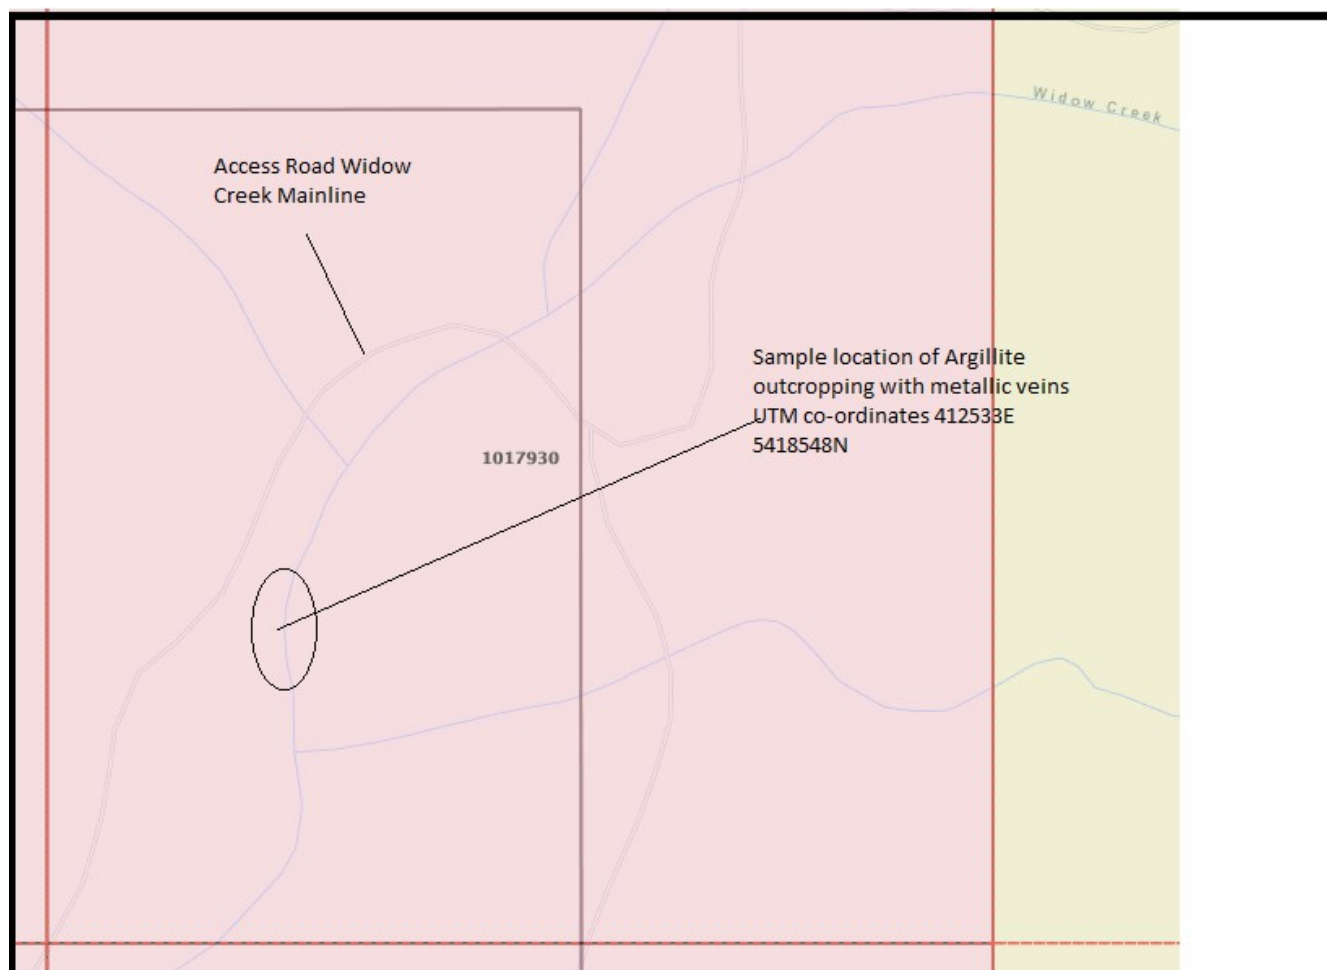 Widow Creek
Access Road Widow
Creek Mainline
Sample location of Argillite
outcropping with metallic veins
UTM co-ordinates 412533E
5418548N
1017930